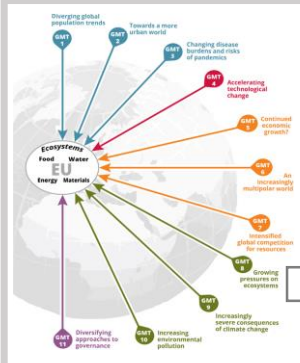 Diverging global
population trends
GMT
1
Towards a more
urban world
GMT
2
Changing disease
burdens and risks
of pandemics
GMT
3
Accelerating
technological
change
GMT
4
Continued
economic
growth?
GMT
5
An
increasingly
multipolar world
GMT
6
Intensified
global competition
for resources
GMT
7
Growing
pressures on
ecosystems
GMT
8
Increasingly
severe consequences
of climate change
GMT
9
Increasing
environmental
pollution
GMT
10
Diversifying
approaches to
governance
GMT
11
Ecosystems
Food Water
EU
Energy Materials